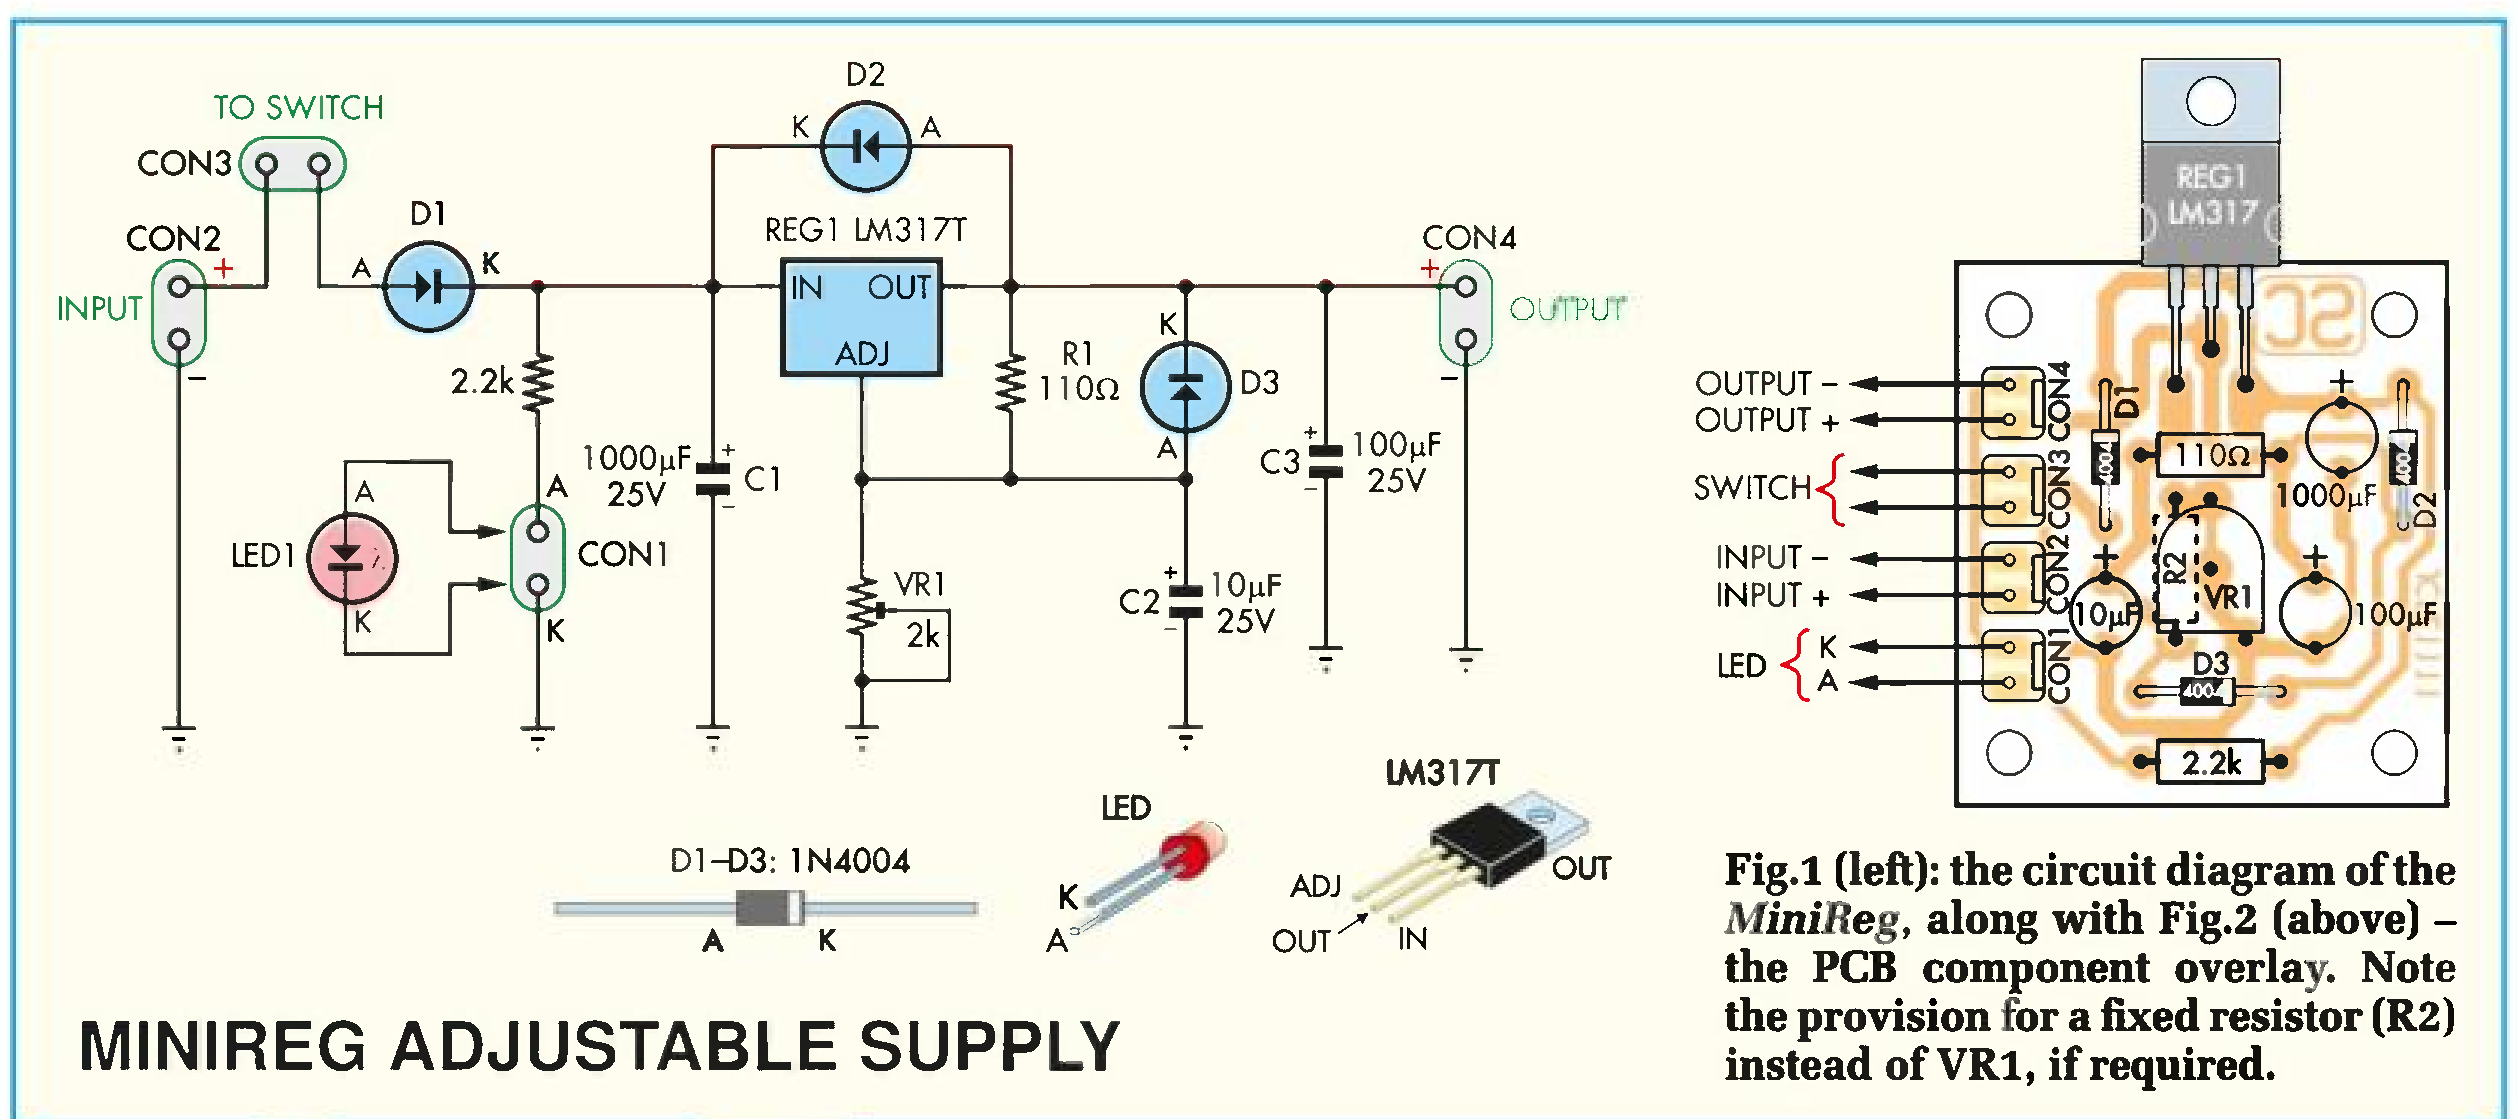 TO SWITCH
CON3
CON2
+
INPUT
−
D1
A
K
2.2k
D2
K
A
REG1 LM317T
IN
OUT
ADJ
R1
110Ω
K
D3
A
CON4
+
OUTPUT
−
A
LED1
K
A
CON1
K
1000µF
25V
+
C1
−
VR1
2k
+
C2
10µF
25V
−
+
C3
100µF
25V
−
D1–D3: 1N4004
A
K
LED
K
A
LM317T
ADJ
OUT
IN
OUT
MINIREG ADJUSTABLE SUPPLY
REG1
LM317
SC
OUTPUT −
OUTPUT +
SWITCH
INPUT −
INPUT +
LED
K
A
CON4
CON3
CON2
CON1
D1
4004
110Ω
+
1000µF
4004
D2
R2
VR1
+
10µF
+
100µF
D3
4004
2.2k
Fig.1 (left): the circuit diagram of the
MiniReg, along with Fig.2 (above) –
the PCB component overlay. Note
the provision for a fixed resistor (R2)
instead of VR1, if required.